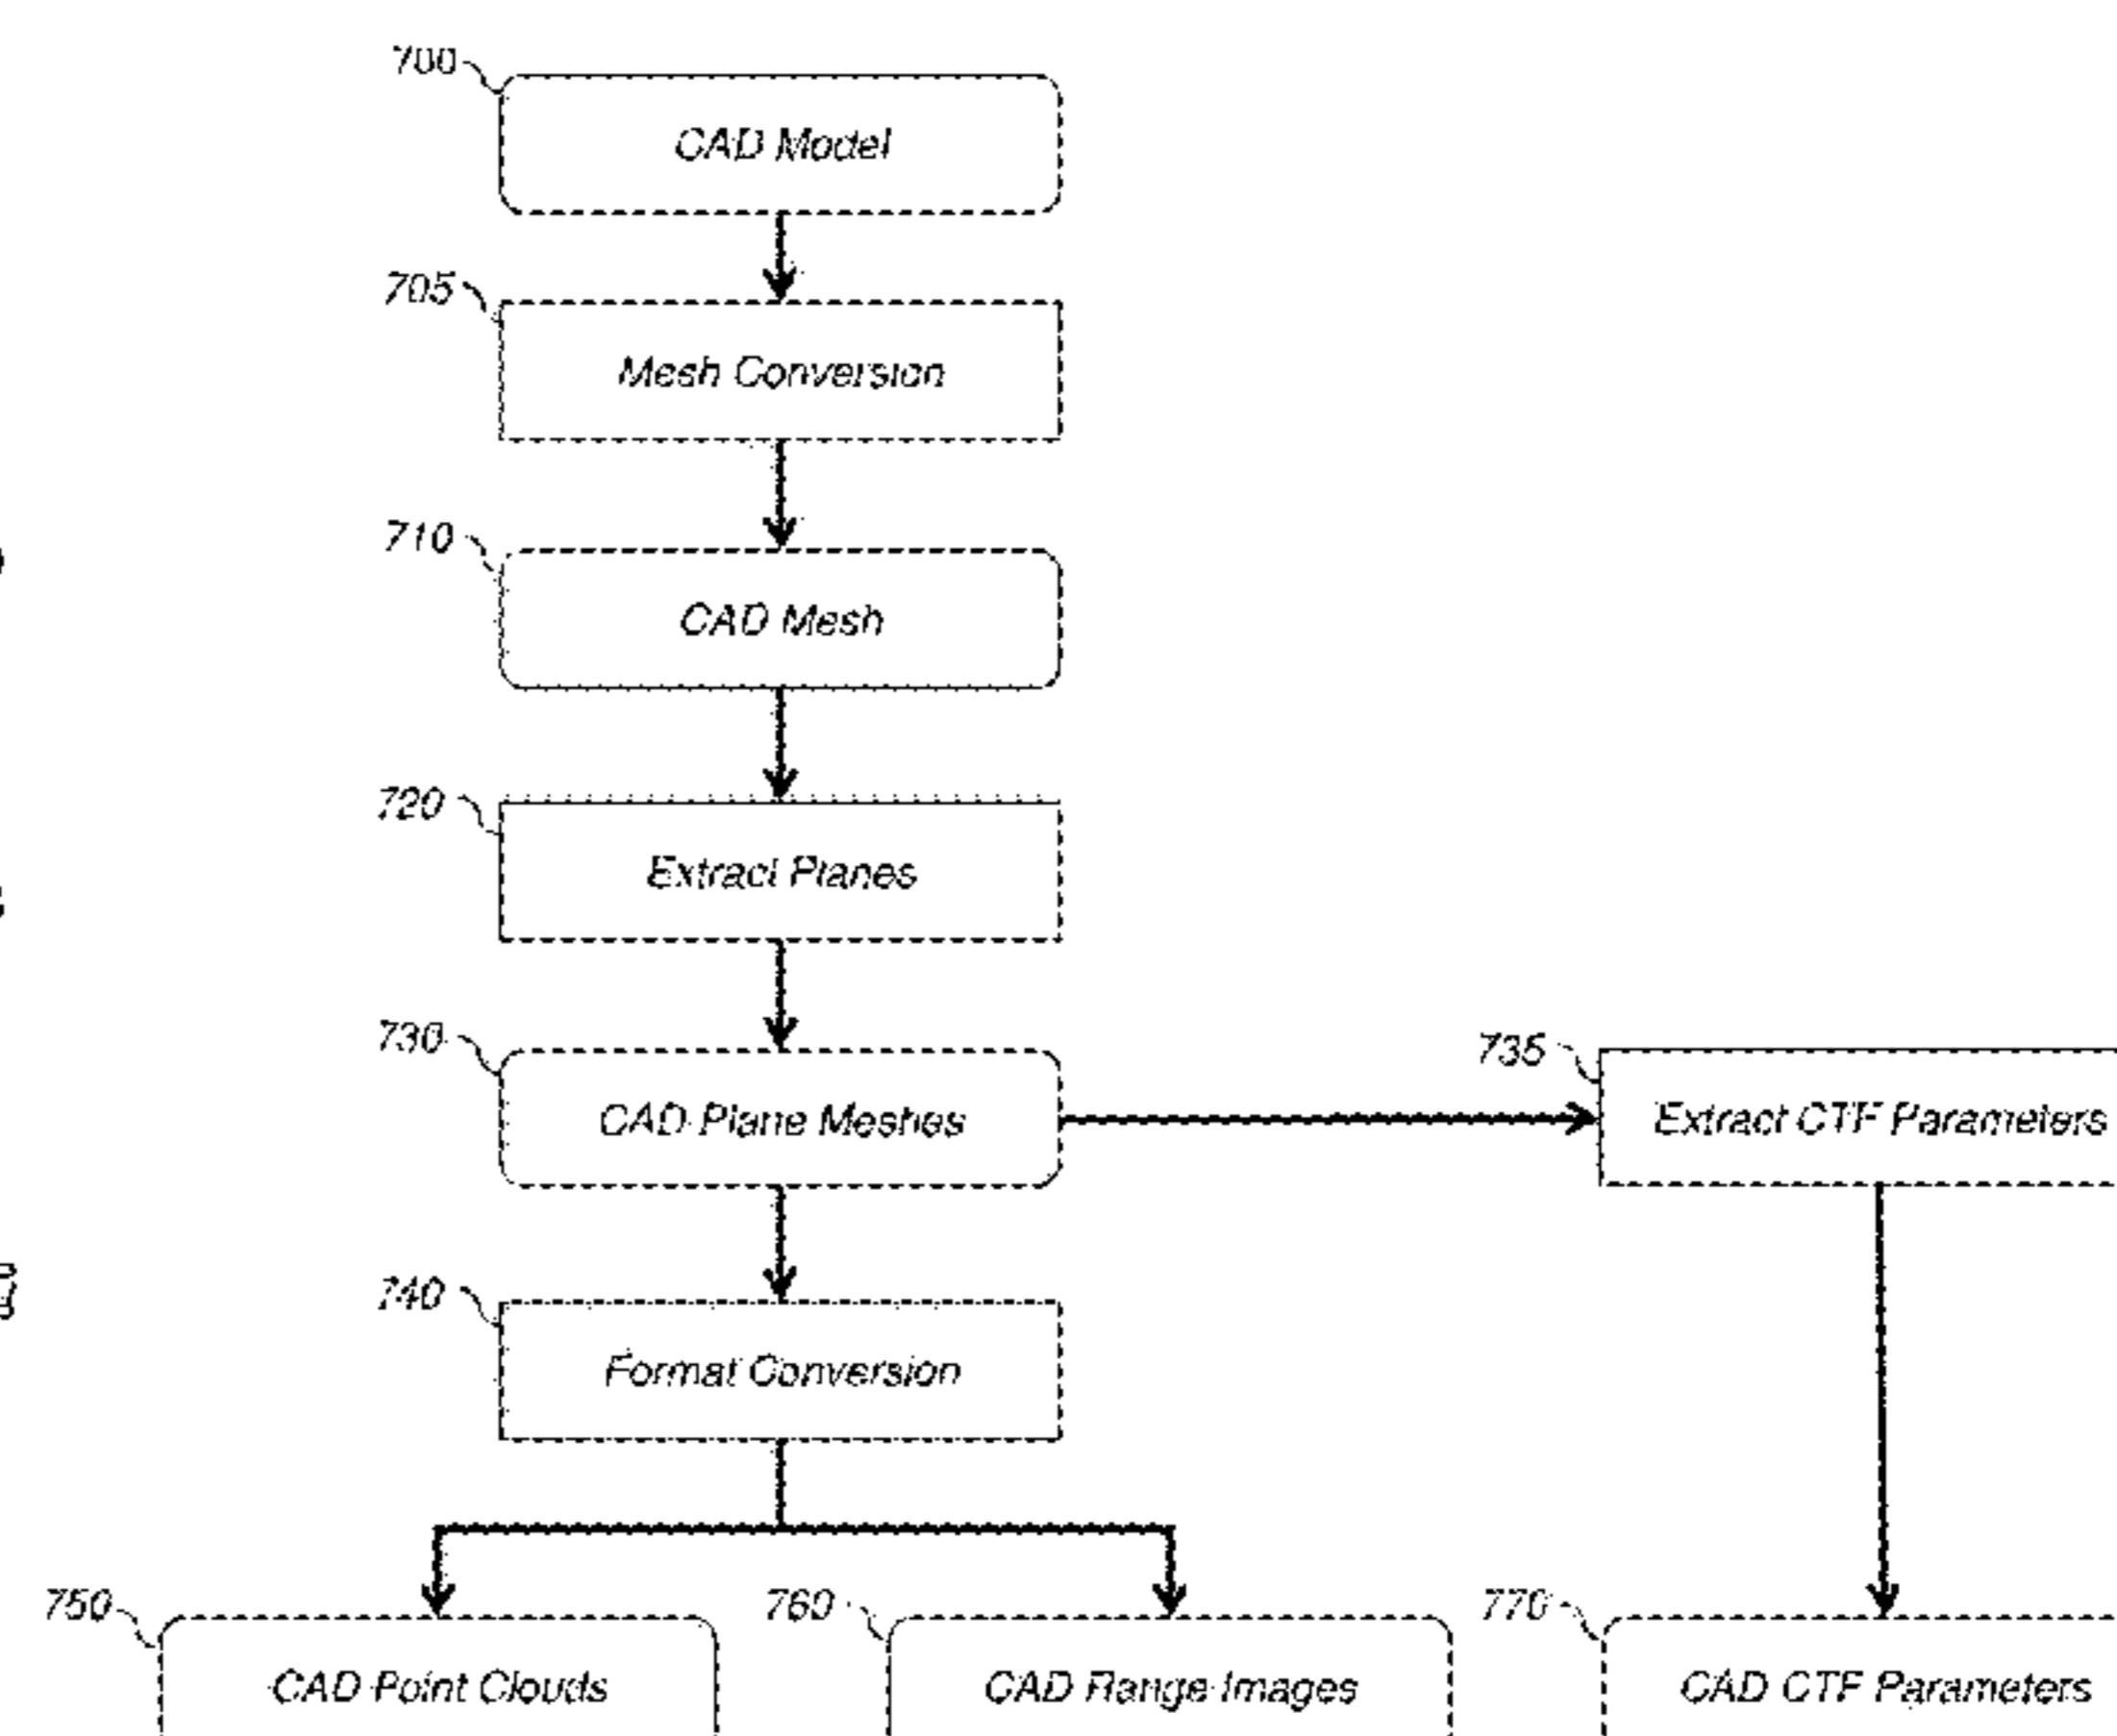 700
CAD Model
705
Mesh Conversion
710
CAD Mesh
720
Extract Planes
730
CAD Plane Meshes
735
Extract CTF Parameters
740
Format Conversion
750
CAD Point Clouds
760
CAD Range Images
770
CAD CTF Parameters